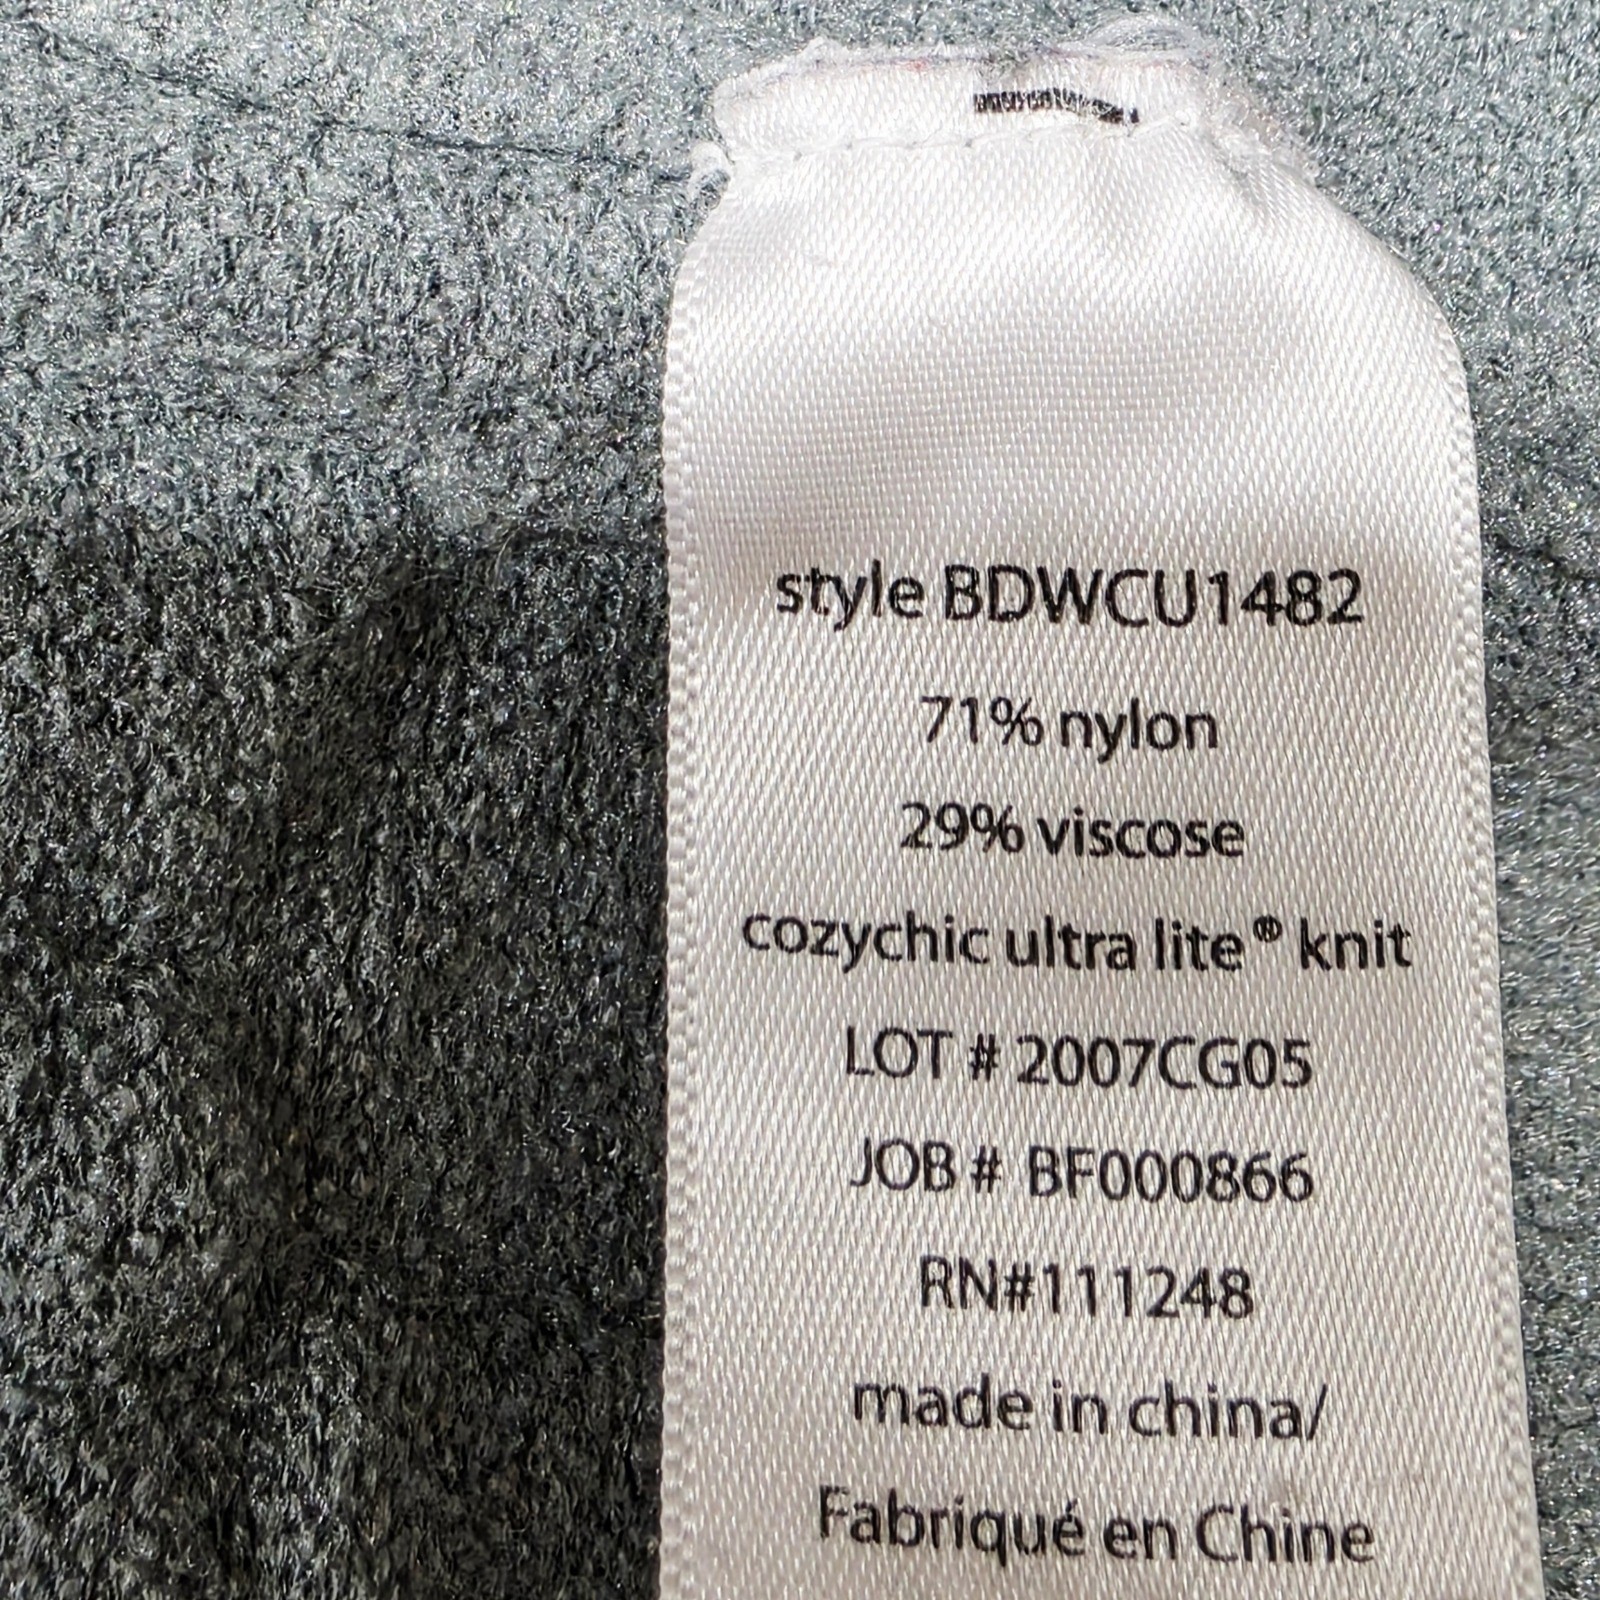 style BDWCU1482
71% nylon
29% viscose
cozychic ultra lite® knit
LOT # 2007CG05
JOB # BF000866
RN#111248
made in china/
Fabriqué en Chine